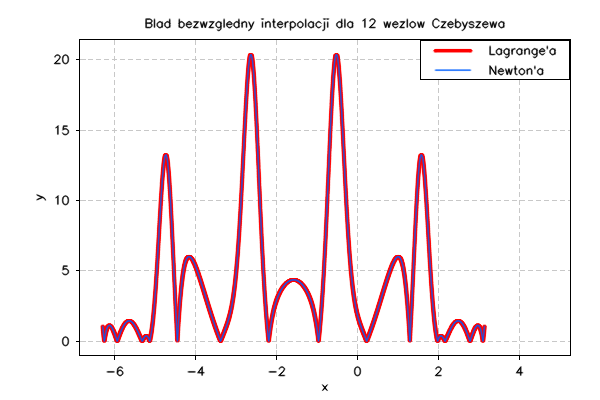 Blad bezwzgledny interpolacji dla 12 wezlow Czebyszewa
Lagrange'a
Newton'a
20
15
10
5
0
y
−6 −4 −2 0 2 4
x